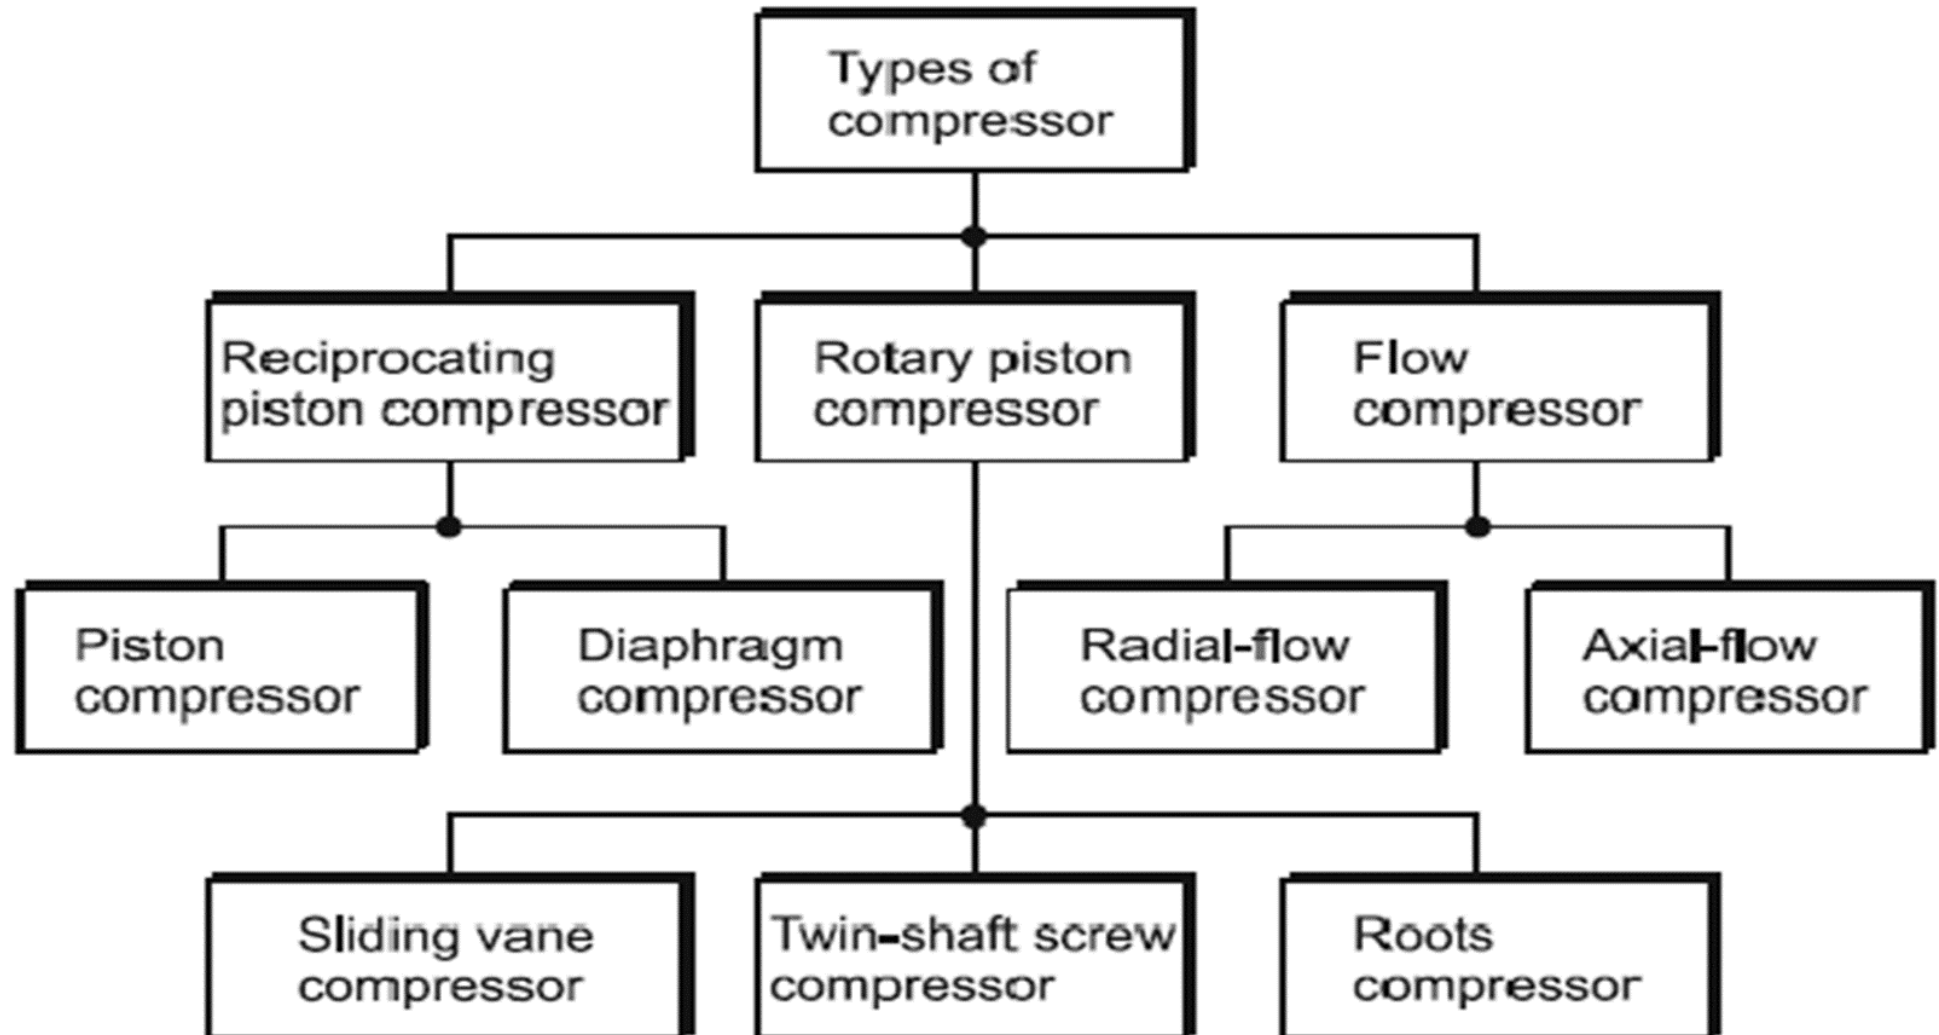 Types of
compressor
Reciprocating
piston compressor
Rotary piston
compressor
Flow
compressor
Piston
compressor
Diaphragm
compressor
Radial-flow
compressor
Axial-flow
compressor
Sliding vane
compressor
Twin-shaft screw
compressor
Roots
compressor